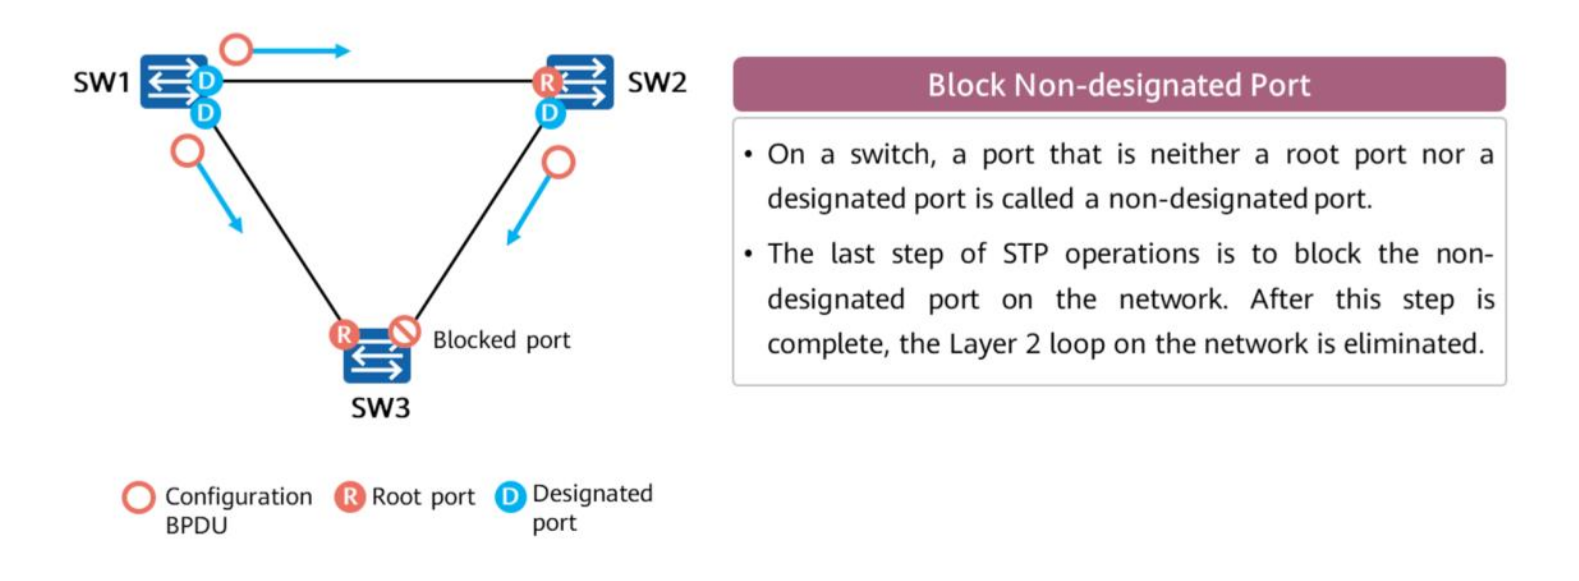 SW1
D
D
R
D
SW2
R
Blocked port
SW3
Configuration
BPDU
R
Root port
D
Designated
port
Block Non-designated Port
• On a switch, a port that is neither a root port nor a
designated port is called a non-designated port.
• The last step of STP operations is to block the non-
designated port on the network. After this step is
complete, the Layer 2 loop on the network is eliminated.